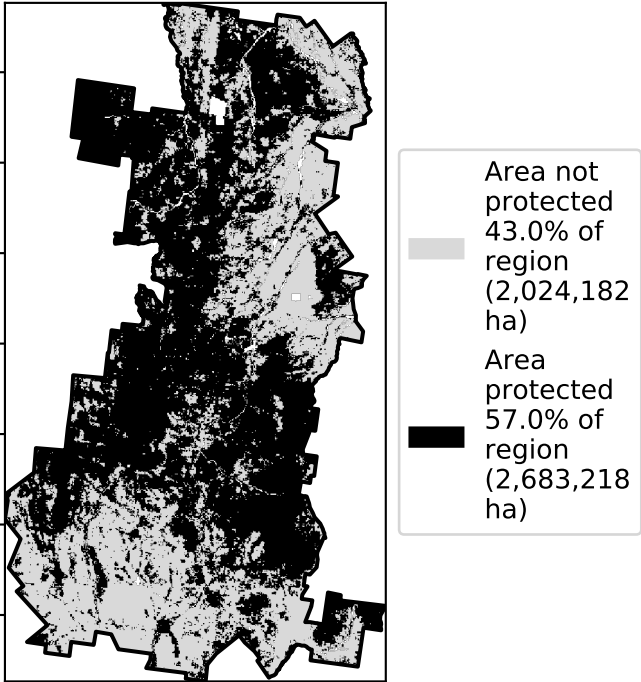 Area not
protected
43.0% of
region
(2,024,182
ha)
Area
protected
57.0% of
region
(2,683,218
ha)